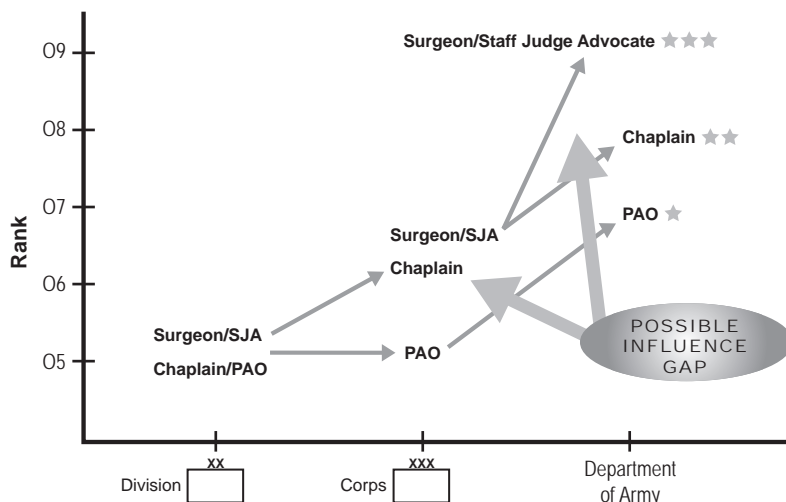 Rank
O9
O8
O7
O6
O5
Surgeon/Staff Judge Advocate
Chaplain
PAO
Surgeon/SJA
Chaplain
PAO
Surgeon/SJA
Chaplain/PAO
POSSIBLE
INFLUENCE
GAP
XX
Division
XXX
Corps
Department
of Army